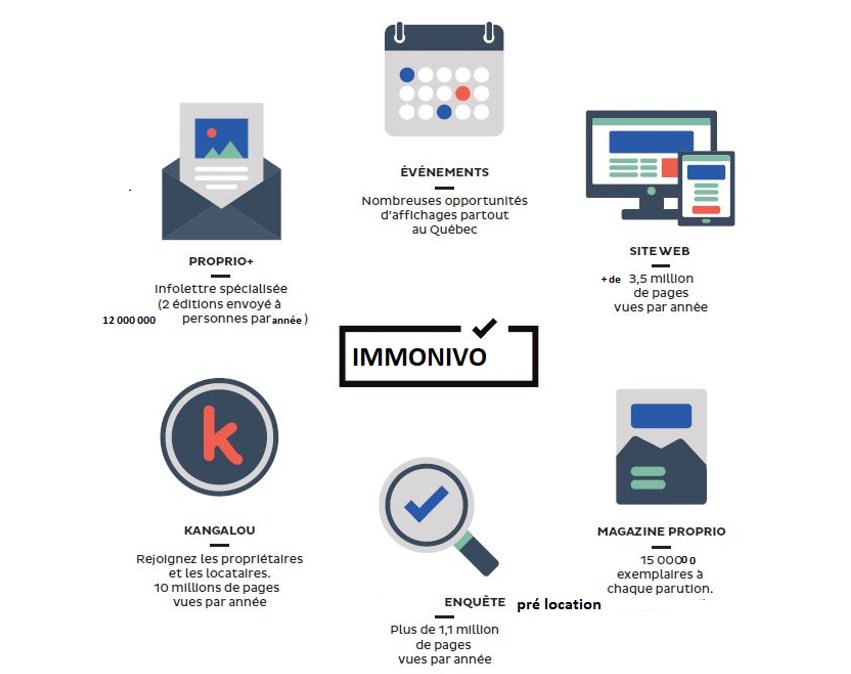 ÉVÉNEMENTS
Nombreuses opportunités
d'affichages partout
au Québec
PROPRIO+
Infolettre spécialisée
(2 éditions envoyé à
12 000 000 personnes par année )
SITE WEB
+ de 3,5 million
de pages
vues par année
IMMONIVO
k
KANGALOU
Rejoignez les propriétaires
et les locataires.
10 millions de pages
vues par année
ENQUÊTE pré location
Plus de 1,1 million
de pages
vues par année
MAGAZINE PROPRIO
15 00000
exemplaires à
chaque parution.